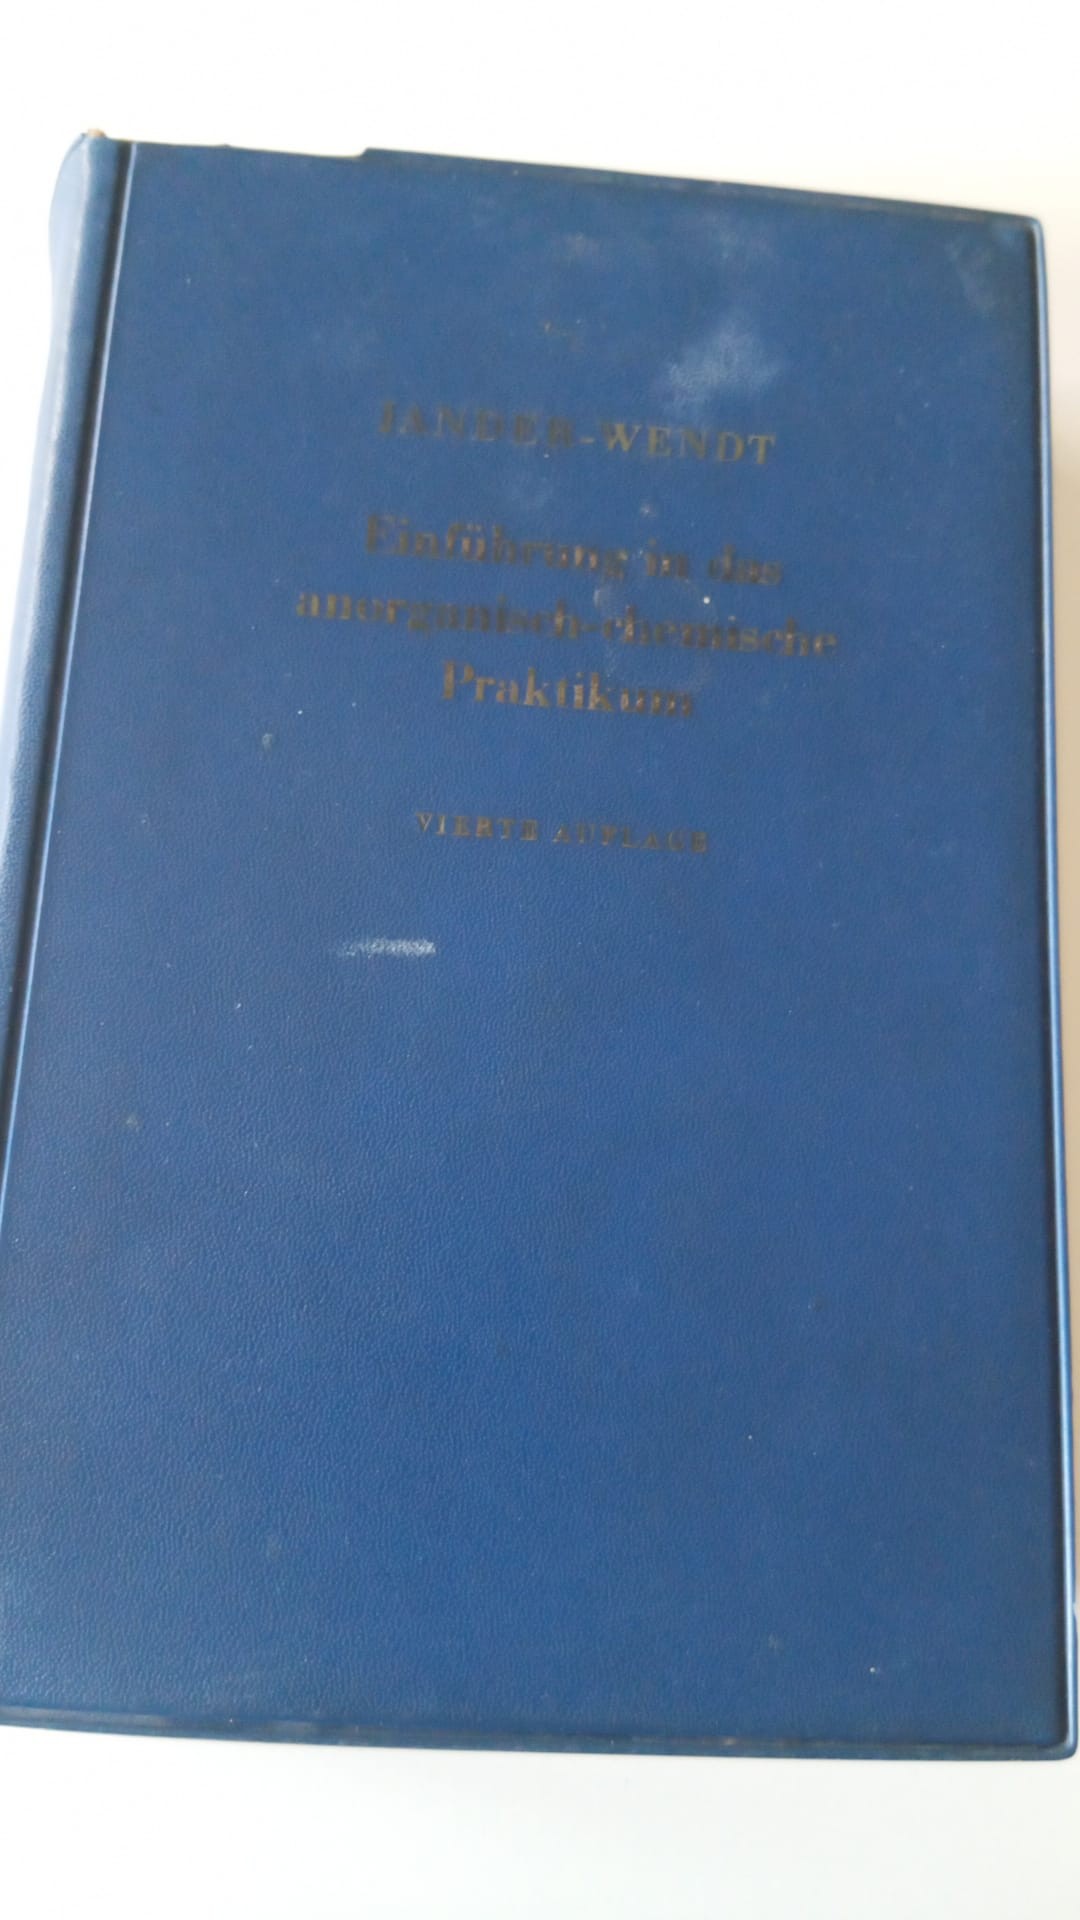 JANDER-WENDT
Einführung in das
anorganisch-chemische
Praktikum
VIERTE AUFLAGE